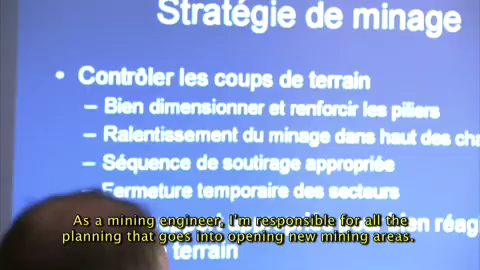 Stratégie de minage
• Contrôler les coups de terrain
– Bien dimensionner et renforcir les piliers
– Ralentissement du minage dans haut des
– Séquence de soutirage appropriée
– Fermeture temporaire des secteurs
bien réag
terrain
As a mining engineer, I'm responsible for all the
planning that goes into opening new mining areas.